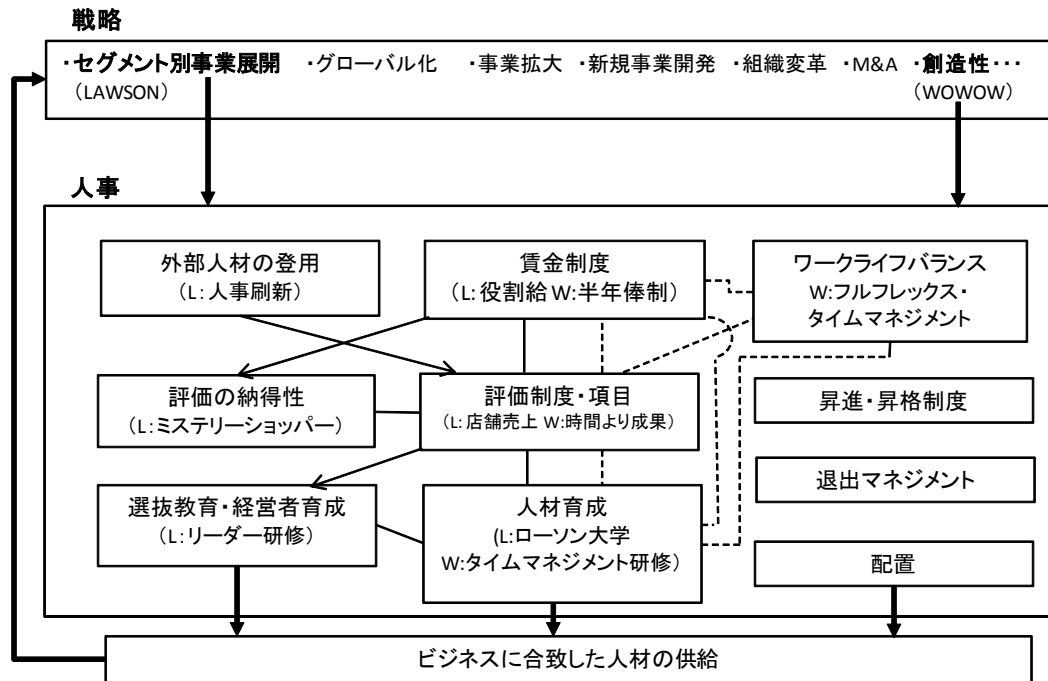 戦略
・セグメント別事業展開 ・グローバル化 ・事業拡大 ・新規事業開発 ・組織変革 ・M&A ・創造性・・・
（LAWSON）
（WOWOW）
人事
外部人材の登用
（L：人事刷新）
賃金制度
（L：役割給 W：半年俸制）
ワークライフバランス
W:フルフレックス・
タイムマネジメント
評価の納得性
（L：ミステリーショッパー）
評価制度・項目
（L：店舗売上 W：時間より成果）
昇進・昇格制度
退出マネジメント
選抜教育・経営者育成
（L：リーダー研修）
人材育成
(L:ローソン大学
W:タイムマネジメント研修）
配置
ビジネスに合致した人材の供給